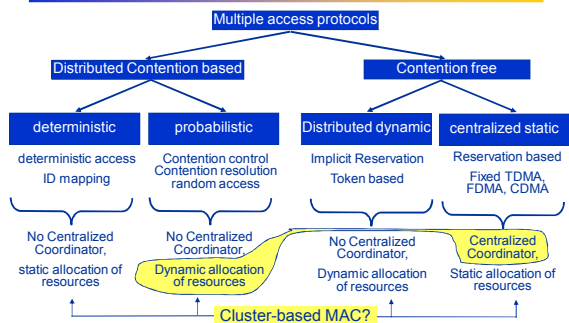 Multiple access protocols
Distributed Contention based
Contention free
deterministic
probabilistic
Distributed dynamic
centralized static
deterministic access
ID mapping
Contention control
Contention resolution
random access
Implicit Reservation
Token based
Reservation based
Fixed TDMA,
FDMA, CDMA
No Centralized
Coordinator,
static allocation of
resources
No Centralized
Coordinator,
Dynamic allocation
of resources
No Centralized
Coordinator,
Dynamic allocation
of resources
Centralized
Coordinator,
Static allocation of
resources
Cluster-based MAC?